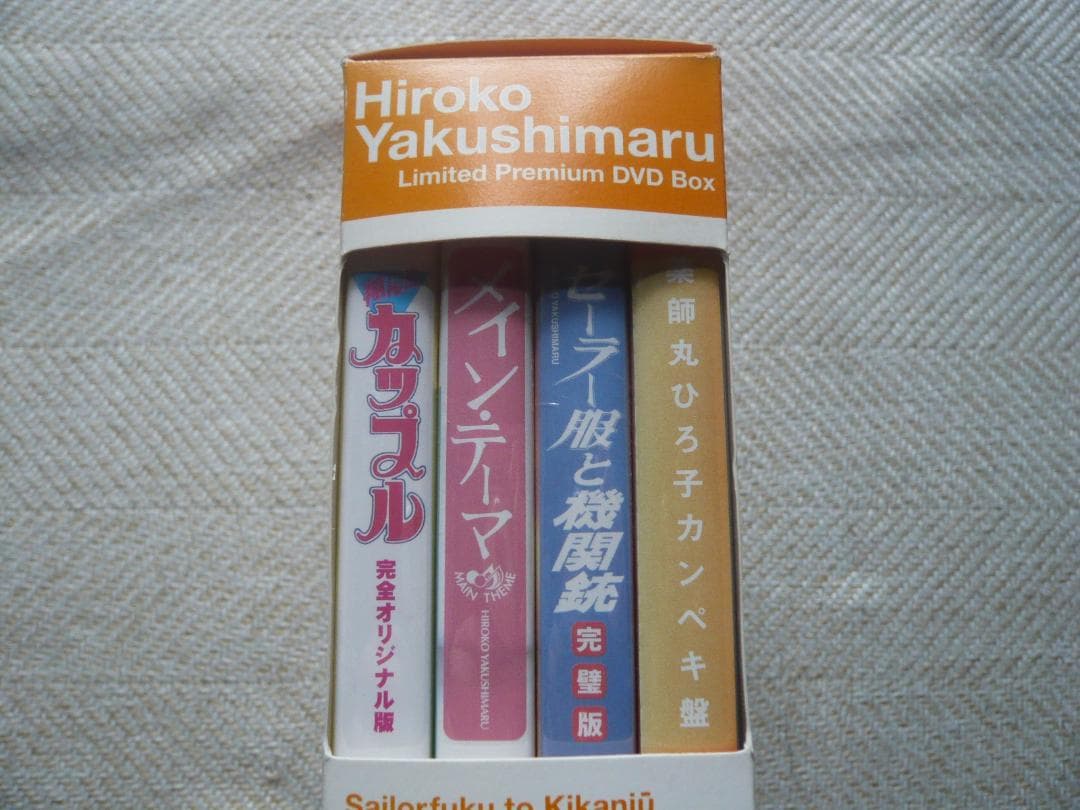 Hiroko
Yakushimaru
Limited Premium DVD Box
カップル
完全オリジナル版
メイン・テーマ
MAIN THEME
HIROKO YAKUSHIMARU
セーラー服と機関銃
YAKUSHIMARU
完璧版
薬師丸ひろ子カンペキ盤
Sailorfuku to Kikanjū